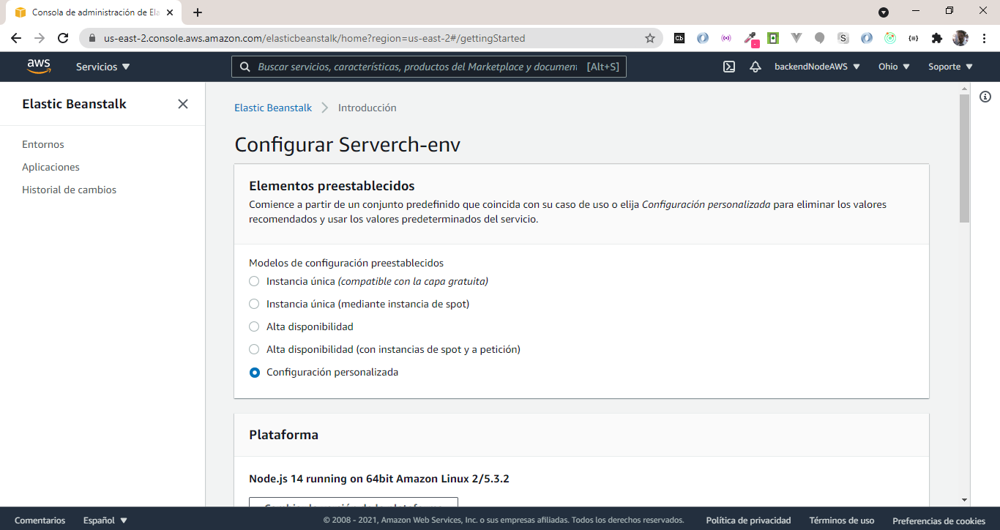 Consola de administración de Ela
us-east-2.console.aws.amazon.com/elasticbeanstalk/home?region=us-east-2#/gettingStarted
aws
Servicios
Buscar servicios, características, productos del Marketplace y documen
[Alt+S]
backendNodeAWS
Ohio
Soporte
Elastic Beanstalk
Entornos
Aplicaciones
Historial de cambios
Elastic Beanstalk
Introducción
Configurar Serverch-env
Elementos preestablecidos
Comience a partir de un conjunto predefinido que coincida con su caso de uso o elija Configuración personalizada para eliminar los valores
recomendados y usar los valores predeterminados del servicio.
Modelos de configuración preestablecidos
Instancia única (compatible con la capa gratuita)
Instancia única (mediante instancia de spot)
Alta disponibilidad
Alta disponibilidad (con instancias de spot y a petición)
Configuración personalizada
Plataforma
Node.js 14 running on 64bit Amazon Linux 2/5.3.2
Comentarios
Español
© 2008 - 2021, Amazon Web Services, Inc. o sus empresas afiliadas. Todos los derechos reservados.
Política de privacidad
Términos de uso
Preferencias de cookies